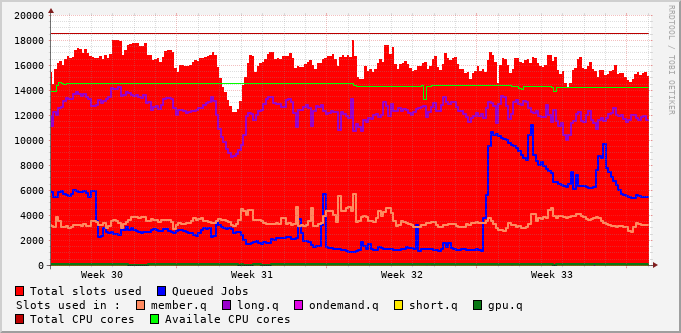 20000
18000
16000
14000
12000
10000
8000
6000
4000
2000
0
Week 30 Week 31 Week 32 Week 33
Total slots used Queued Jobs
Slots used in : member.q long.q ondemand.q short.q gpu.q
Total CPU cores Availale CPU cores
RRDTOOL / TOBI OETIKER